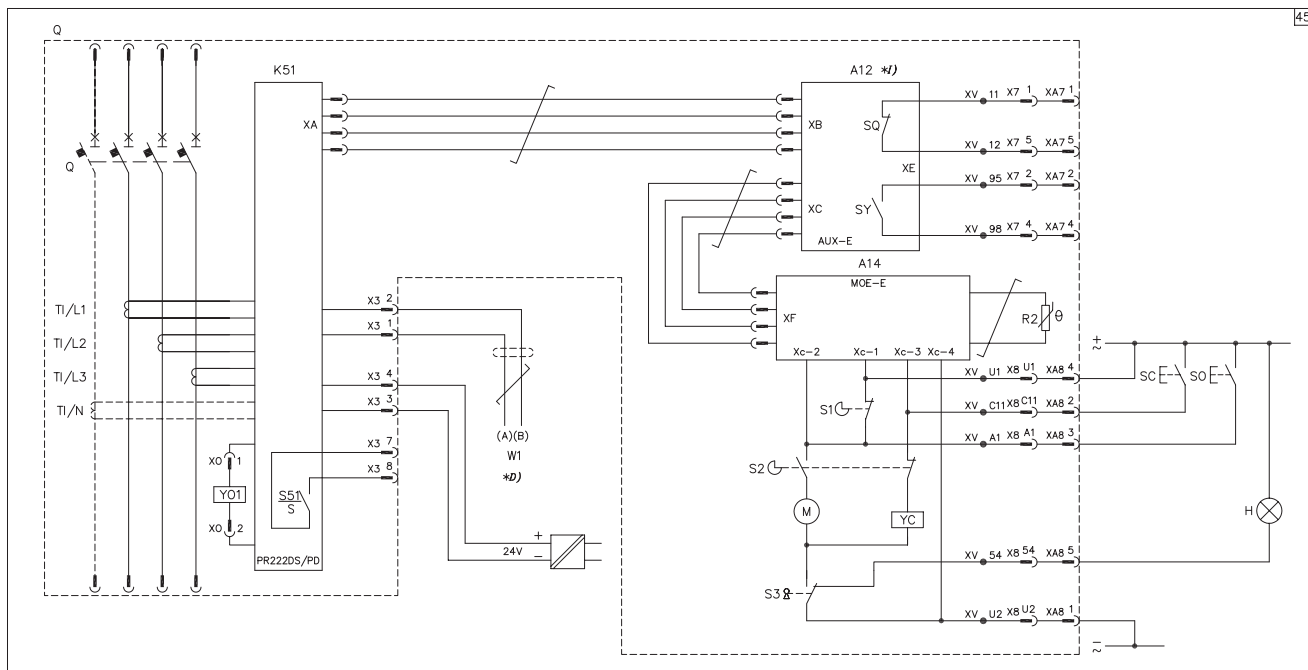 45
Q
K51
A12 *I)
XA
XB
XC
XE
SQ
SY
AUX-E
XV 11 X7 1 XA7 1
XV 12 X7 5 XA7 5
XV 95 X7 2 XA7 2
XV 98 X7 4 XA7 4
Q
A14
MOE-E
XF
Xc-2 Xc-1 Xc-3 Xc-4
R2 θ
TI/L1
TI/L2
TI/L3
TI/N
X3 2
X3 1
X3 4
X3 3
X3 7
X3 8
(A)(B)
W1
*D)
XO 1
YO1
XO 2
S51
S
PR222DS/PD
+
24V
−
S1
S2
M
YC
S3
XV U1 X8 U1 XA8 4
XV C11 X8 C11 XA8 2
XV A1 X8 A1 XA8 3
XV 54 X8 54 XA8 5
XV U2 X8 U2 XA8 1
+
~
SC
SO
H
−
~